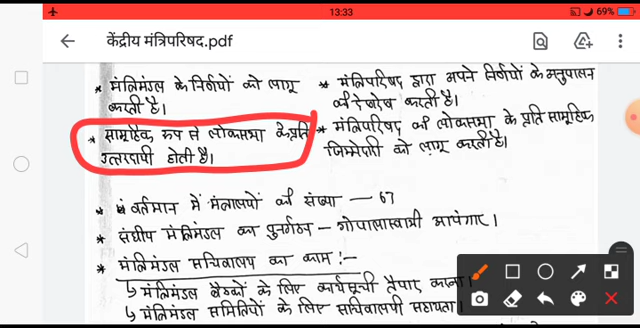 13:33
69%
केंद्रीय मंत्रिपरिषद.pdf
* मंत्रिमंडल के निर्णयों को लागू करती है।
* सामूहिक रूप से लोकसभा के प्रति उत्तरदायी होती है।
* मंत्रिपरिषद द्वारा अपने निर्णयों के अनुपालन की देखरेख करती है।
* मंत्रिपरिषद की लोकसभा के प्रति सामूहिक जिम्मेदारी को लागू करती है।
* वर्तमान में मंत्रालयों की संख्या — 67
* संघीय मंत्रिमंडल का पुनर्गठन – गोपालास्वामी आयंगार।
* मंत्रिमंडल सचिवालय का काम :-
↳ मंत्रिमंडल बैठकों के लिए कार्यसूची तैयार करना।
↳ मंत्रिमंडल समितियों के लिए सचिवालयी सहायता।